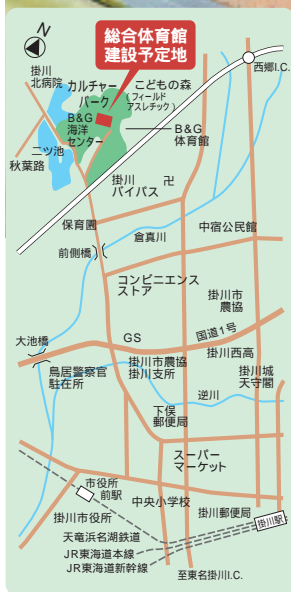 N
総合体育館
建設予定地
西郷I.C.
掛川
北病院
カルチャー
パーク
こどもの森
(フィールド
アスレチック)
B&G
海洋
センター
B&G
体育館
二ツ池
秋葉路
掛川
バイパス
卍
保育園
倉真川
中宿公民館
前側橋
コンビニエンス
ストア
掛川市
農協
大池橋
GS
国道1号
掛川西高
鳥居警察官
駐在所
掛川市農協
掛川支所
掛川城
天守閣
逆川
下俣
郵便局
スーパー
マーケット
市役所
前駅
中央小学校
掛川市役所
掛川郵便局
掛川駅
天竜浜名湖鉄道
JR東海道本線
JR東海道新幹線
至東名掛川I.C.